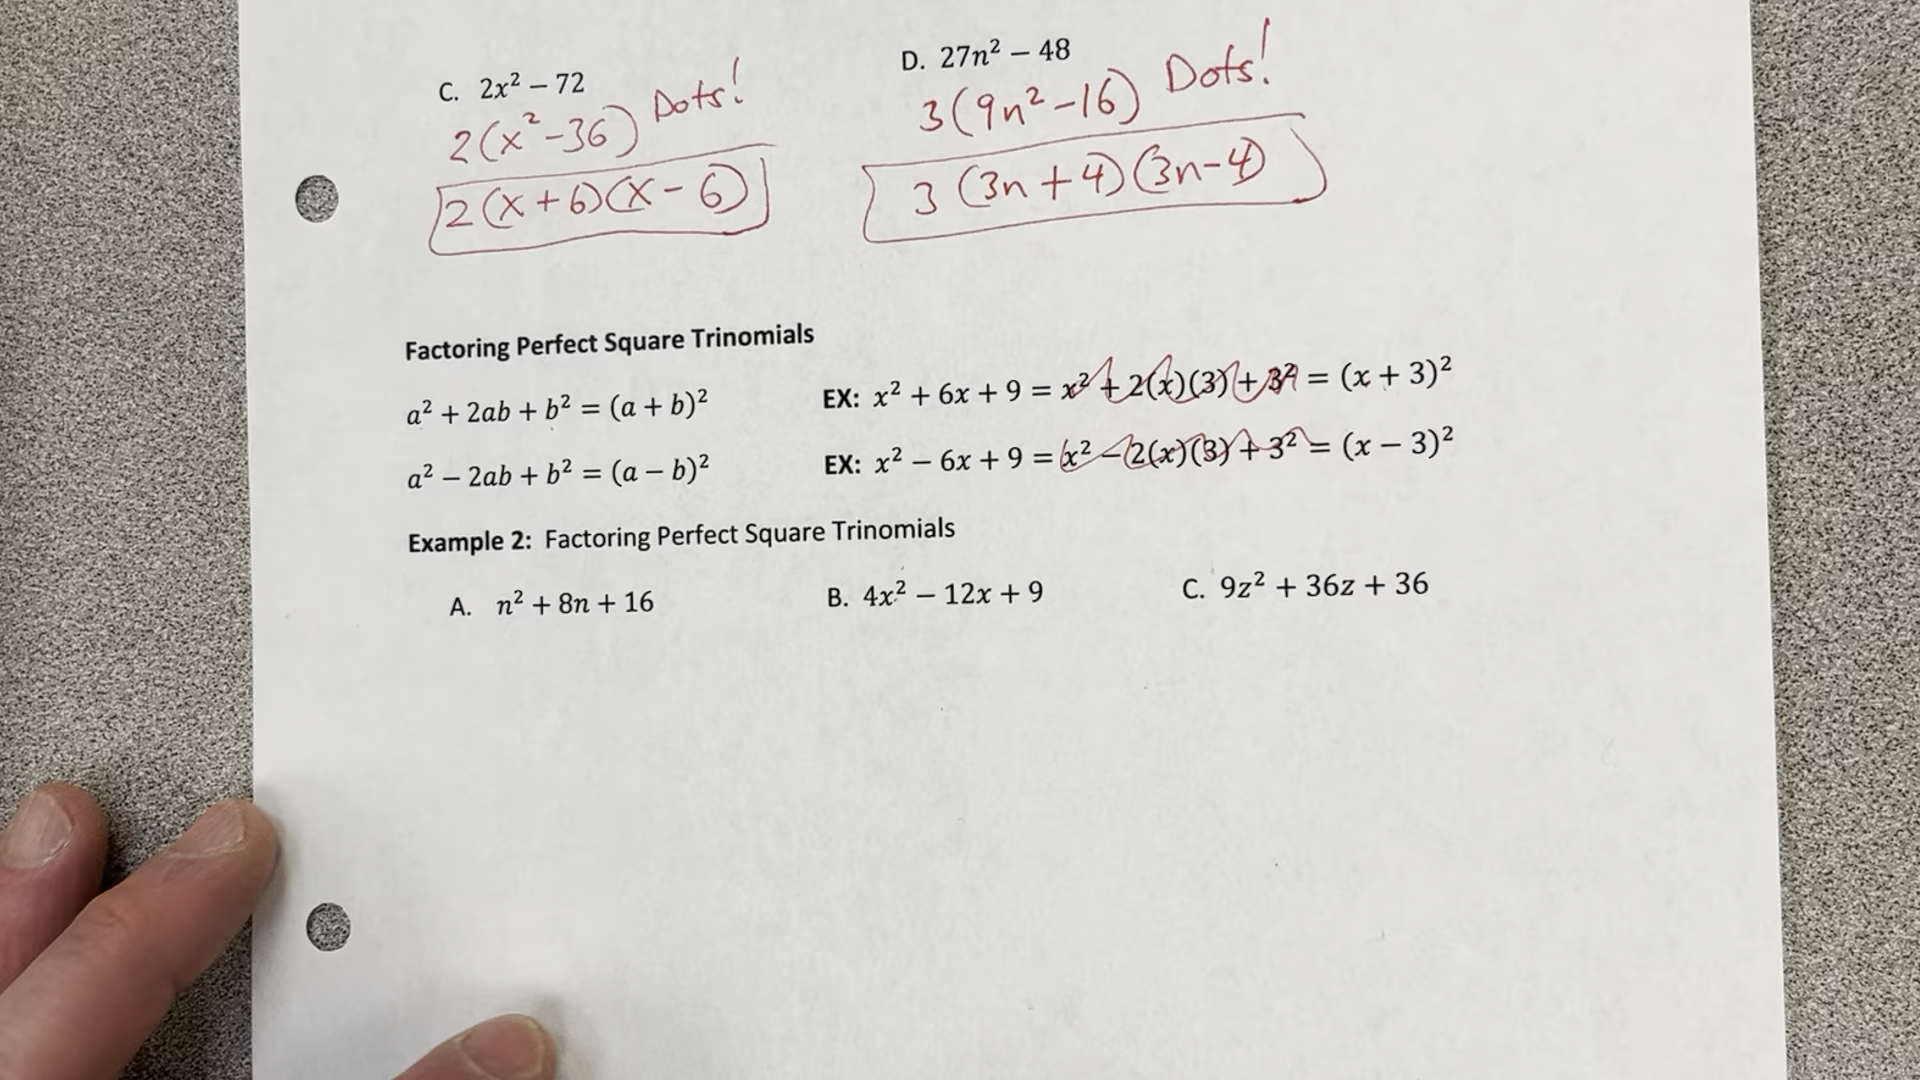 C. 2x² – 72
D. 27n² – 48
2(x²-36) Dots!
3(9n²-16) Dots!
2(x+6)(x-6)
3(3n+4)(3n-4)
Factoring Perfect Square Trinomials
a² + 2ab + b² = (a + b)²
EX: x² + 6x + 9 = x² + 2(x)(3) + 3² = (x + 3)²
a² – 2ab + b² = (a – b)²
EX: x² – 6x + 9 = x² – 2(x)(3) + 3² = (x – 3)²
Example 2: Factoring Perfect Square Trinomials
A. n² + 8n + 16
B. 4x² – 12x + 9
C. 9z² + 36z + 36